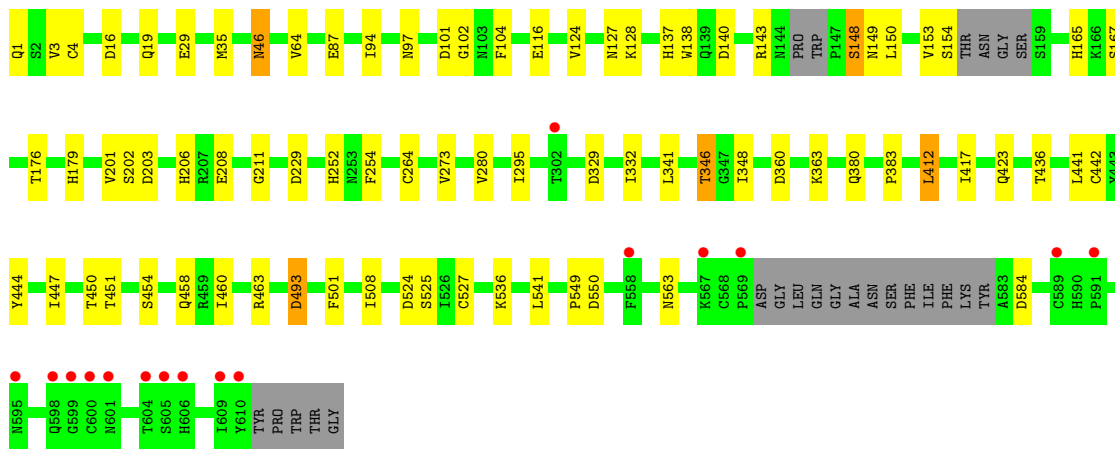 Q1 S2 V3 C4 D16 Q19 E29 M35 N46 V64 E87 I94 N97 D101 G102 N103 F104 E116 V124 N127 K128 H137 W138 Q139 D140 R143 N144 PRO TRP P147 S148 N149 L150 V153 S154 THR ASN GLY SER S159 H165 K166 S167
T176 H179 V201 S202 D203 H206 R207 E208 G211 D229 H252 N253 F254 C264 V273 V280 I295 T302 D329 I332 L341 T346 G347 I348 D360 K363 Q380 P383 L412 I417 Q423 T436 L441 C442 Y443
Y444 I447 T450 T451 S454 Q458 R459 I460 R463 D493 F501 I508 D524 S525 I526 C527 K536 L541 P549 D550 F558 N563 K567 C568 P569 ASP GLY LEU GLN GLY ALA ASN SER PHE ILE PHE LYS TYR A583 D584 C589 H590 P591
N595 Q598 G599 C600 N601 T604 S605 H606 I609 Y610 TYR PRO TRP THR GLY